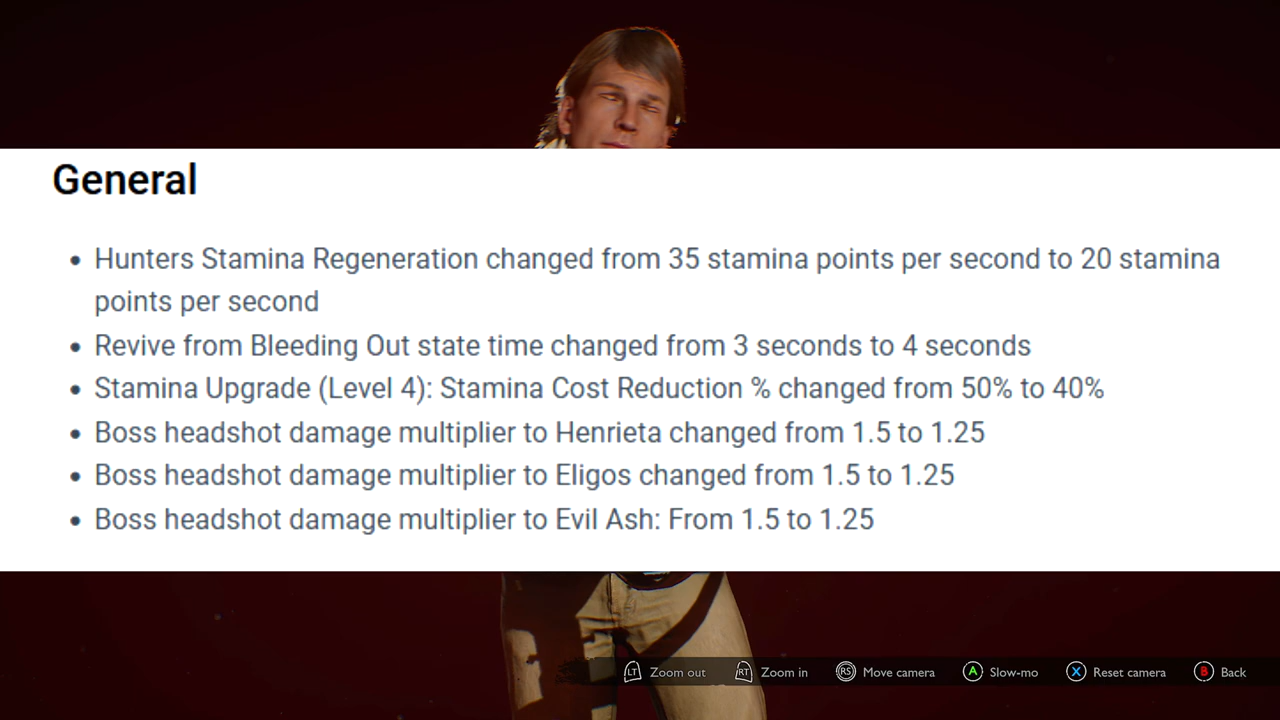 General
• Hunters Stamina Regeneration changed from 35 stamina points per second to 20 stamina
points per second
• Revive from Bleeding Out state time changed from 3 seconds to 4 seconds
• Stamina Upgrade (Level 4): Stamina Cost Reduction % changed from 50% to 40%
• Boss headshot damage multiplier to Henrieta changed from 1.5 to 1.25
• Boss headshot damage multiplier to Eligos changed from 1.5 to 1.25
• Boss headshot damage multiplier to Evil Ash: From 1.5 to 1.25
LT Zoom out RT Zoom in RS Move camera A Slow-mo X Reset camera B Back